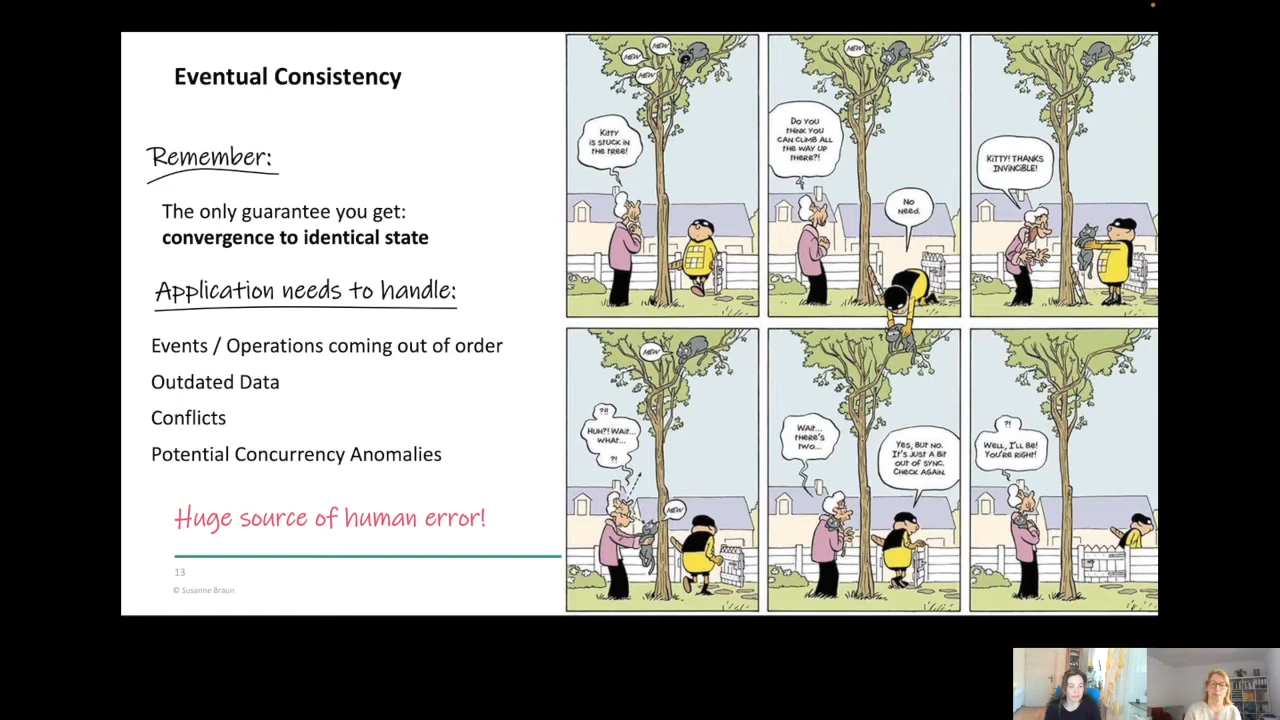 Eventual Consistency
Remember:
The only guarantee you get:
convergence to identical state
Application needs to handle:
Events / Operations coming out of order
Outdated Data
Conflicts
Potential Concurrency Anomalies
Huge source of human error!
13
© Susanne Braun
MEW
MEW
MEW
Kitty
is stuck in
the tree!
MEW
Do you
think you
can climb all
the way up
there?!
No
need.
Kitty! Thanks
Invincible!
MEW
?!!
Huh?! Wait...
what...
?!
MEW
Wait...
there's
two...
Yes, but no.
It's just a bit
out of sync.
Check again.
?!
Well, I'll be!
You're right!